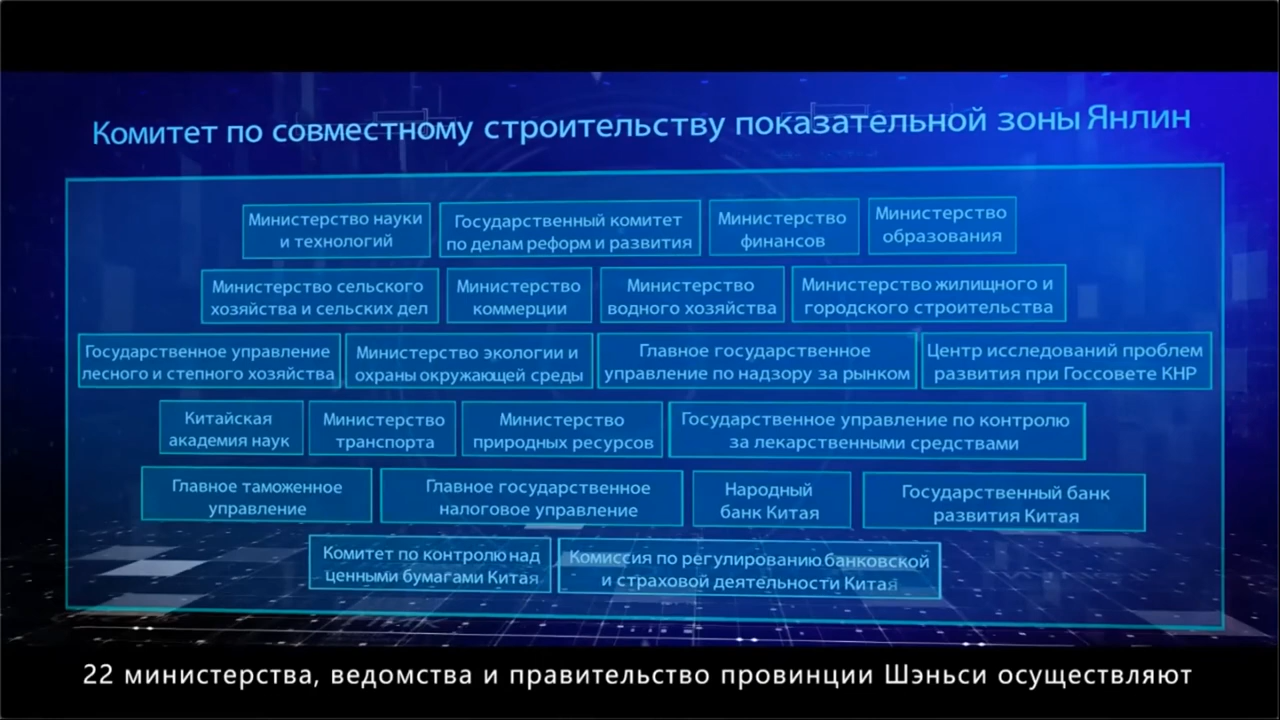 Комитет по совместному строительству показательной зоны Янлин
Министерство науки
и технологий
Государственный комитет
по делам реформ и развития
Министерство
финансов
Министерство
образования
Министерство сельского
хозяйства и сельских дел
Министерство
коммерции
Министерство
водного хозяйства
Министерство жилищного и
городского строительства
Государственное управление
лесного и степного хозяйства
Министерство экологии и
охраны окружающей среды
Главное государственное
управление по надзору за рынком
Центр исследований проблем
развития при Госсовете КНР
Китайская
академия наук
Министерство
транспорта
Министерство
природных ресурсов
Государственное управление по контролю
за лекарственными средствами
Главное таможенное
управление
Главное государственное
налоговое управление
Народный
банк Китая
Государственный банк
развития Китая
Комитет по контролю над
ценными бумагами Китая
Комиссия по регулированию банковской
и страховой деятельности Китая
22 министерства, ведомства и правительство провинции Шэньси осуществляют